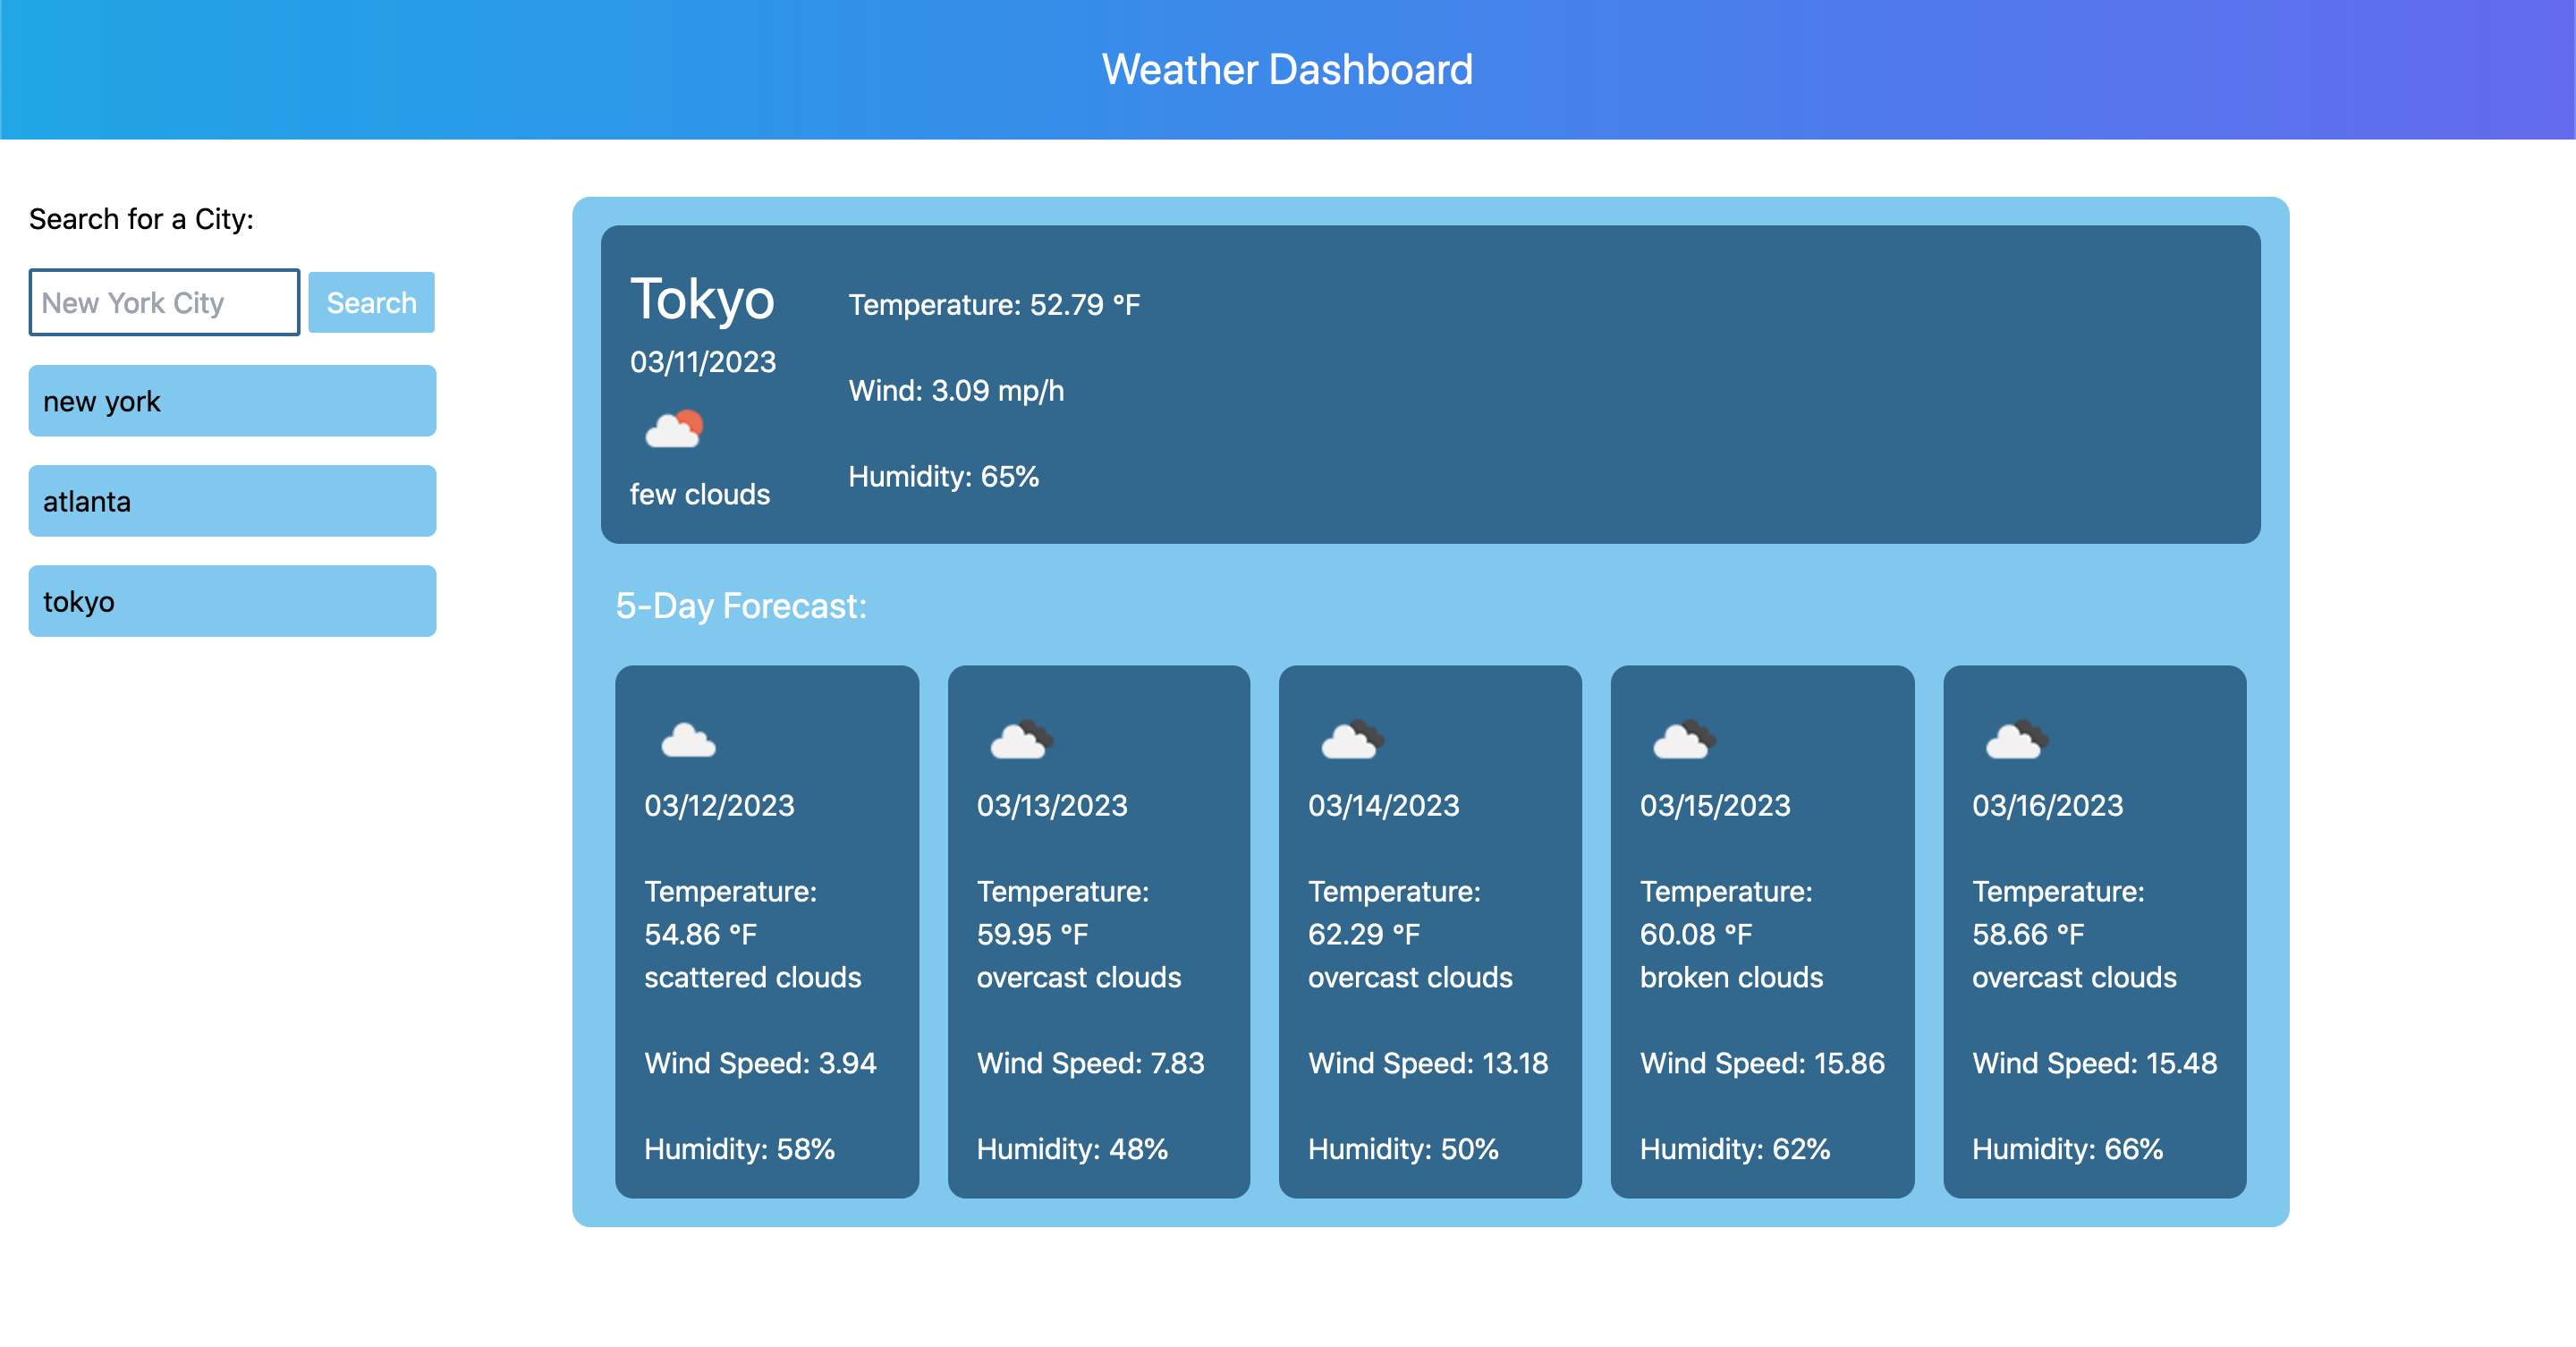 Weather Dashboard
Search for a City:
New York City
Search
new york
atlanta
tokyo
Tokyo
03/11/2023
few clouds
Temperature: 52.79 °F
Wind: 3.09 mp/h
Humidity: 65%
5-Day Forecast:
03/12/2023
Temperature:
54.86 °F
scattered clouds
Wind Speed: 3.94
Humidity: 58%
03/13/2023
Temperature:
59.95 °F
overcast clouds
Wind Speed: 7.83
Humidity: 48%
03/14/2023
Temperature:
62.29 °F
overcast clouds
Wind Speed: 13.18
Humidity: 50%
03/15/2023
Temperature:
60.08 °F
broken clouds
Wind Speed: 15.86
Humidity: 62%
03/16/2023
Temperature:
58.66 °F
overcast clouds
Wind Speed: 15.48
Humidity: 66%